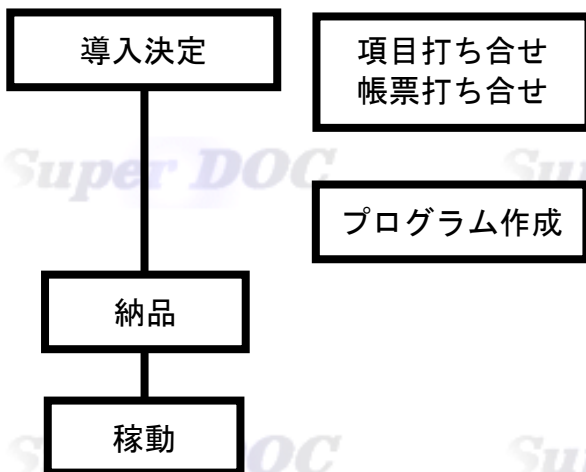 導入決定
項目打ち合せ
帳票打ち合せ
Super DOC
プログラム作成
納品
稼動